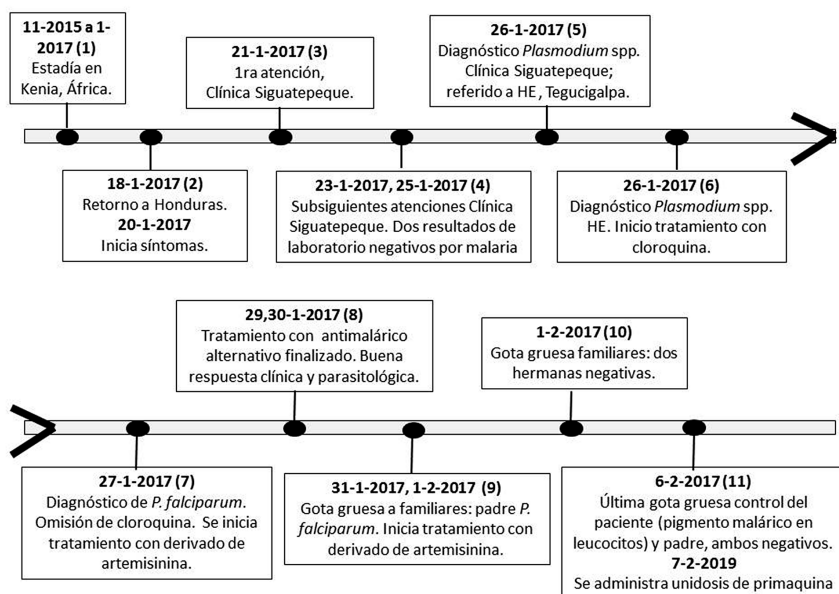 11-2015 a 1-
2017 (1)
Estadía en
Kenia, África.
18-1-2017 (2)
Retorno a Honduras.
20-1-2017
Inicia síntomas.
21-1-2017 (3)
1ra atención,
Clínica Siguatepeque.
23-1-2017, 25-1-2017 (4)
Subsiguientes atenciones Clínica
Siguatepeque. Dos resultados de
laboratorio negativos por malaria
26-1-2017 (5)
Diagnóstico Plasmodium spp.
Clínica Siguatepeque;
referido a HE, Tegucigalpa.
26-1-2017 (6)
Diagnóstico Plasmodium spp.
HE. Inicio tratamiento con
cloroquina.
27-1-2017 (7)
Diagnóstico de P. falciparum.
Omisión de cloroquina. Se inicia
tratamiento con derivado de
artemisinina.
29,30-1-2017 (8)
Tratamiento con antimalárico
alternativo finalizado. Buena
respuesta clínica y parasitológica.
31-1-2017, 1-2-2017 (9)
Gota gruesa a familiares: padre P.
falciparum. Inicia tratamiento con
derivado de artemisinina.
1-2-2017 (10)
Gota gruesa familiares: dos
hermanas negativas.
6-2-2017 (11)
Última gota gruesa control del
paciente (pigmento malárico en
leucocitos) y padre, ambos negativos.
7-2-2019
Se administra unidosis de primaquina